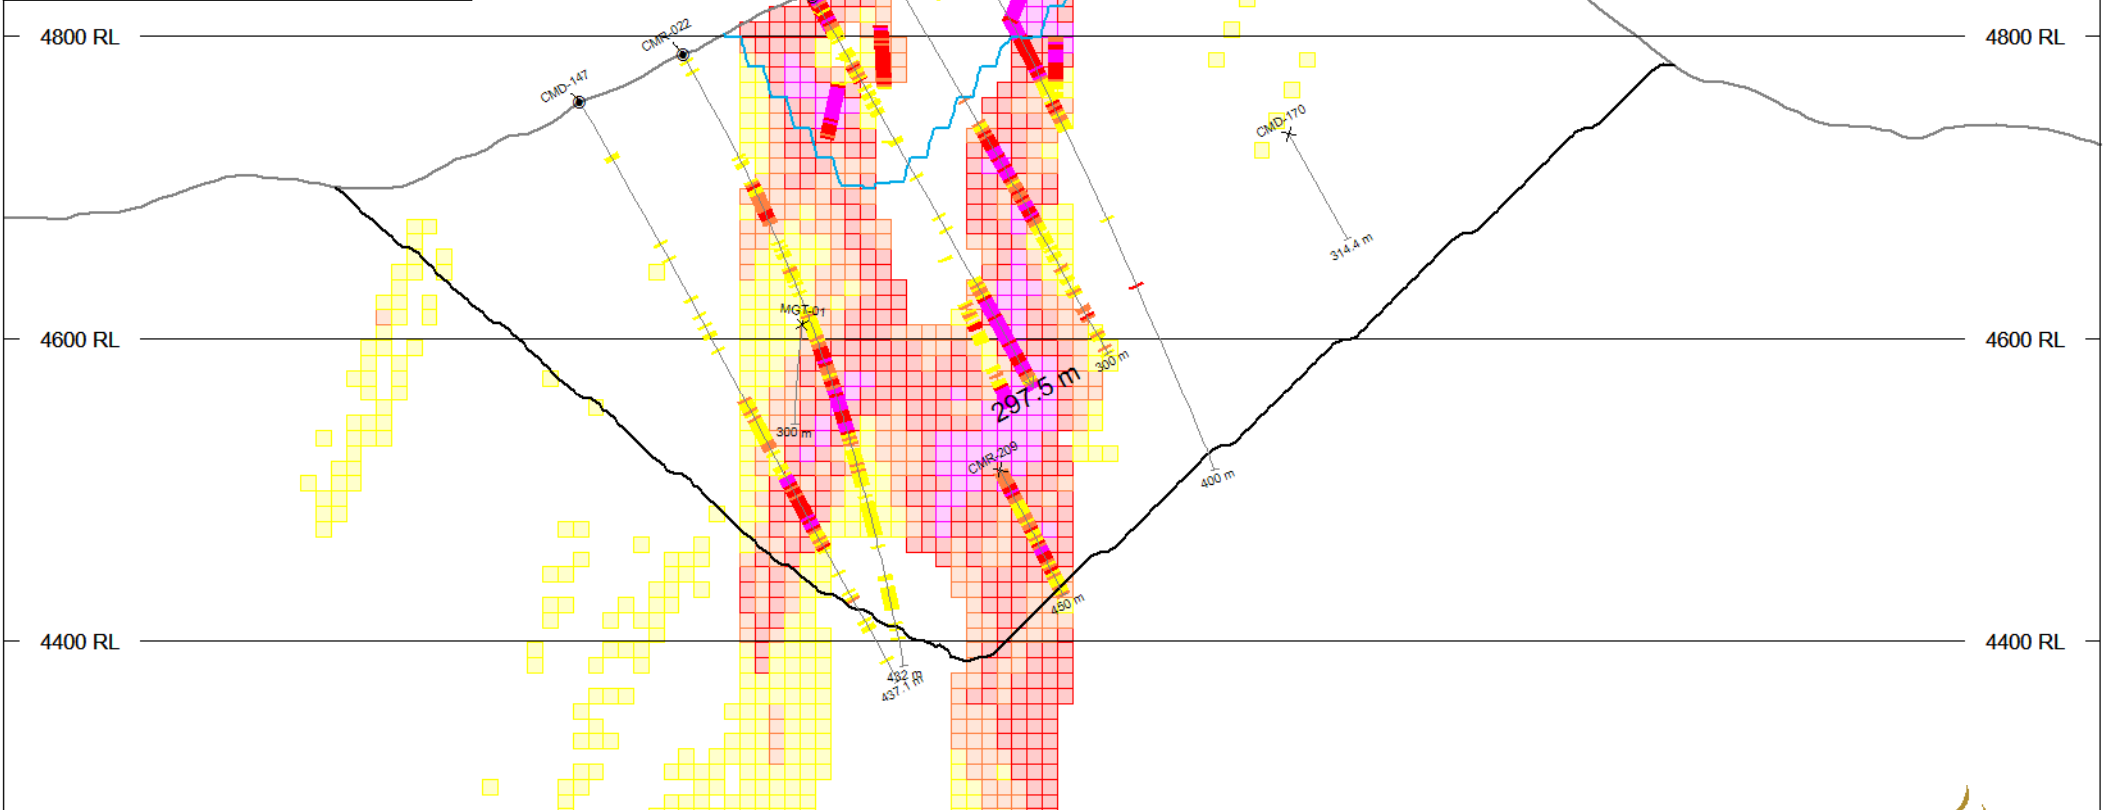 CMR-022
4800 RL
4800 RL
CMD-147
CMD-170
314.4 m
MGT-01
4600 RL
4600 RL
300 m
297.5 m
300 m
CMR-209
400 m
450 m
4400 RL
4400 RL
432 m
437.1 m